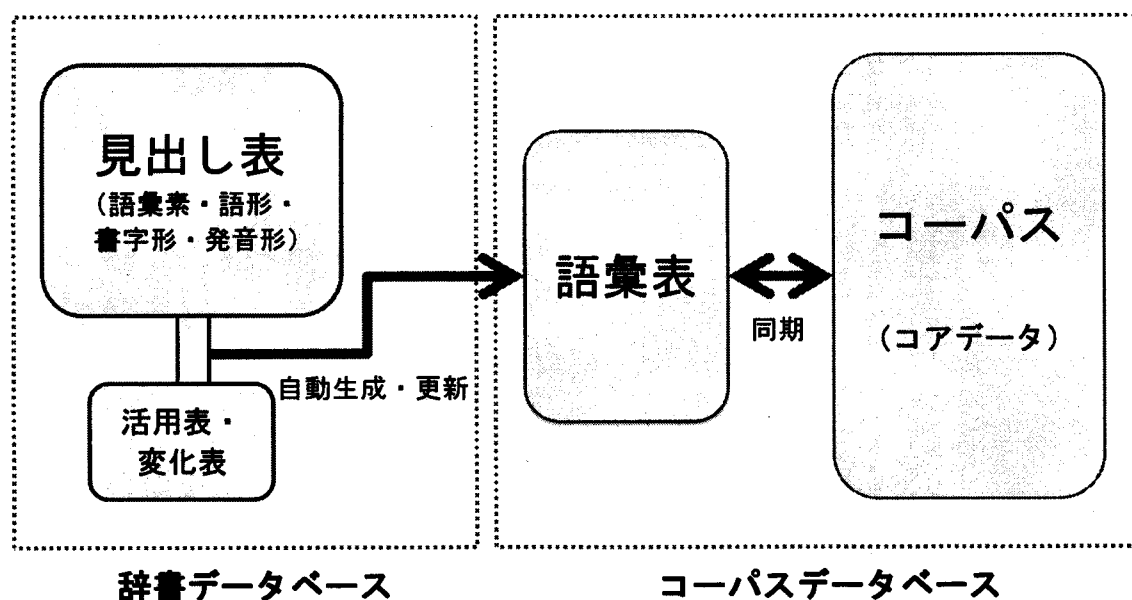 見出し表
(語彙素・語形・
書字形・発音形)
活用表・
変化表
自動生成・更新
語彙表
同期
コーパス
(コアデータ)
辞書データベース
コーパスデータベース